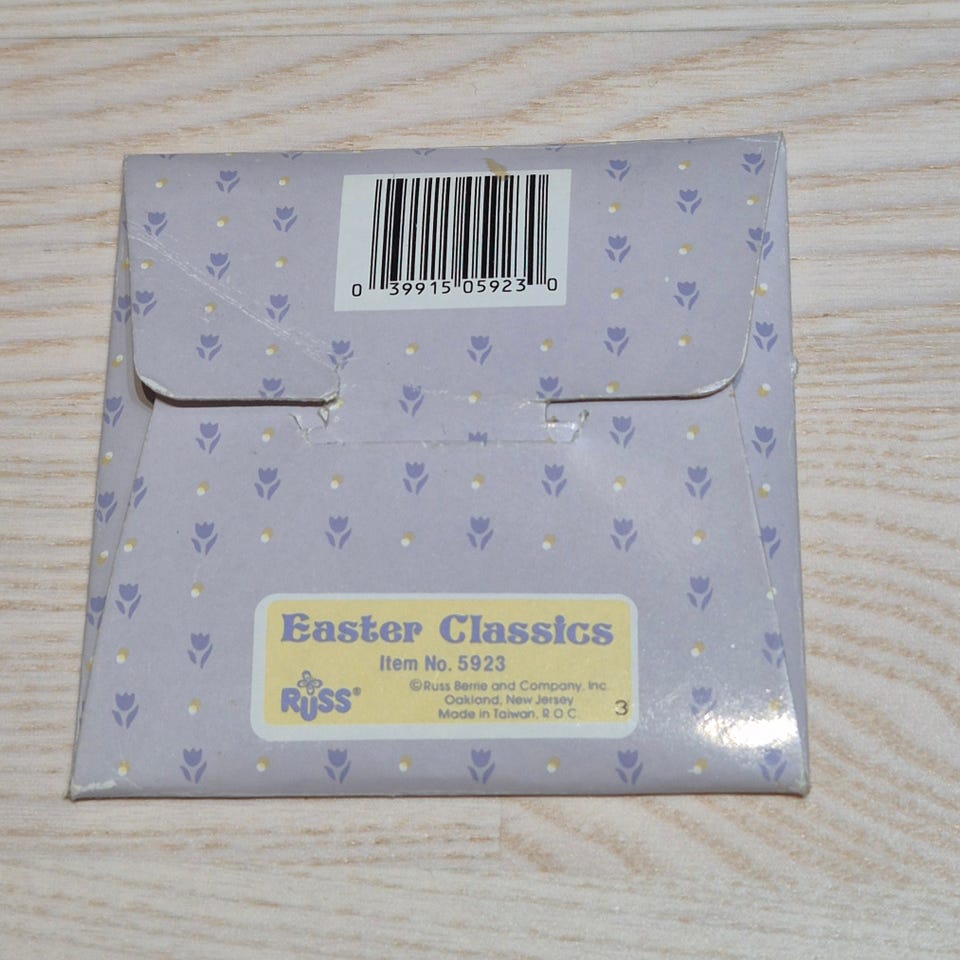 0 39915 05923 0
Easter Classics
Item No. 5923
RUSS®
©Russ Berrie and Company, Inc.
Oakland, New Jersey
Made in Taiwan, R.O.C.
3